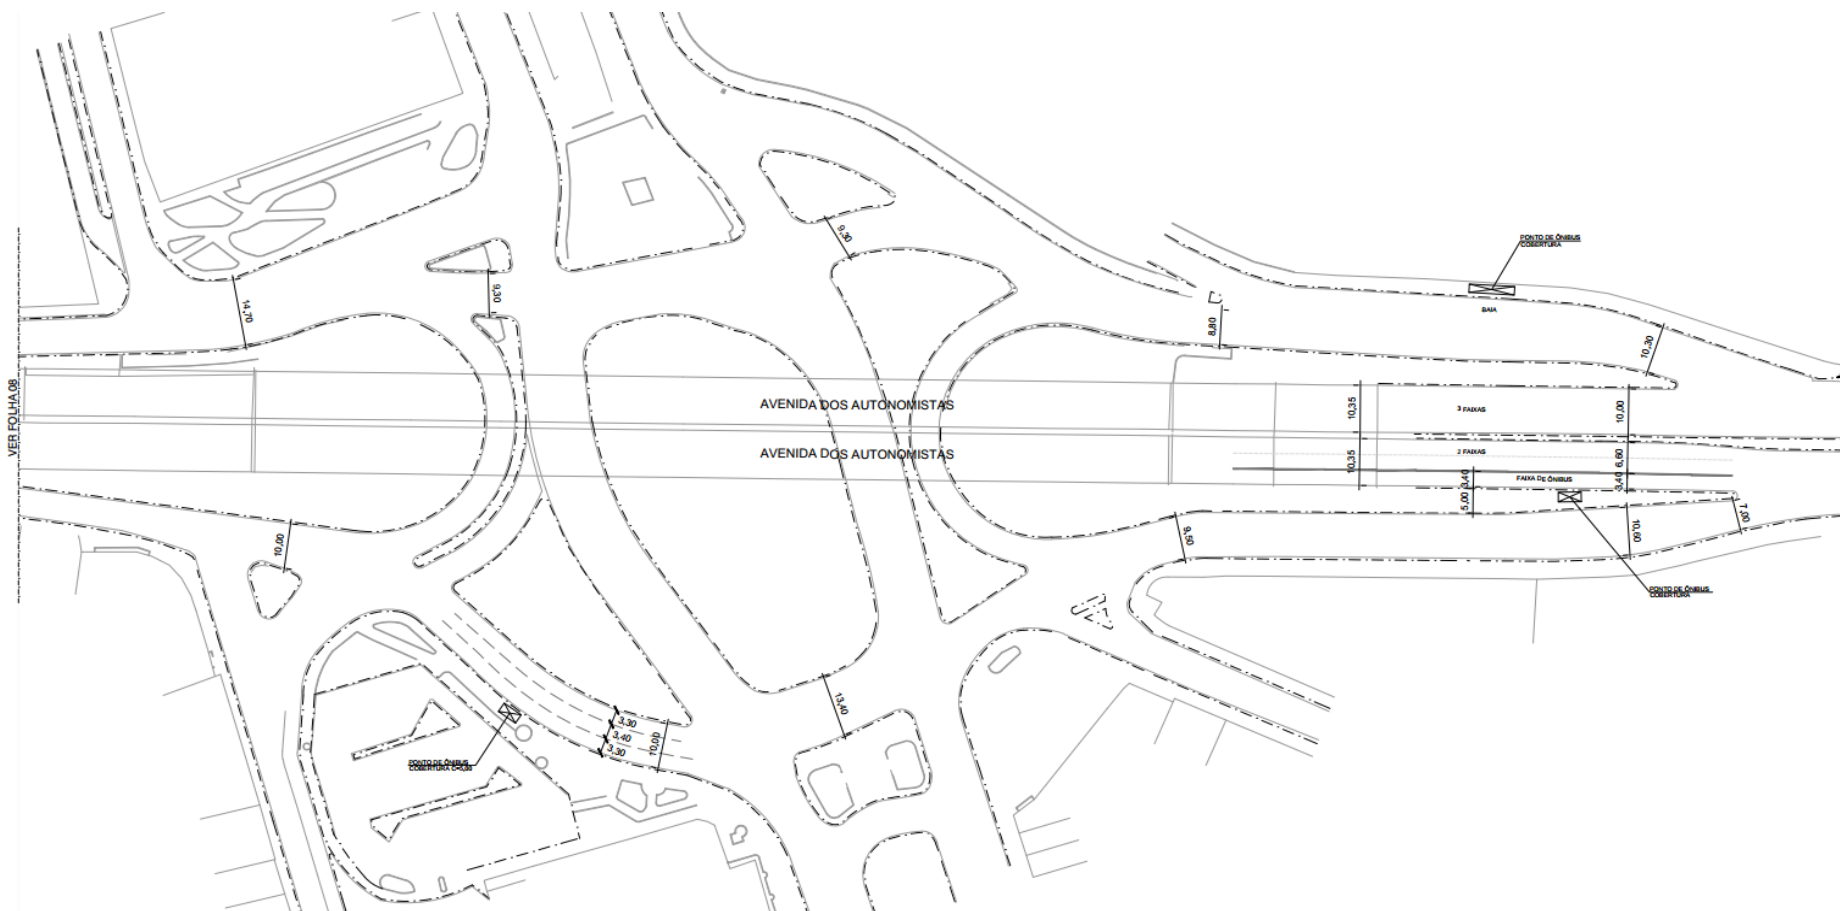 PONTO DE ÔNIBUS
COBERTURA
9,30
9,30
14,70
BAIA
8,80
10,30
VER FOLHA 08
AVENIDA DOS AUTONOMISTAS
10,35
3 FAIXAS
10,00
AVENIDA DOS AUTONOMISTAS
10,35
2 FAIXAS
6,60
3,40
FAIXA DE ÔNIBUS
3,40
5,00
7,00
10,00
9,50
10,60
PONTO DE ÔNIBUS
COBERTURA
13,40
3,30
3,40
3,30
10,00
PONTO DE ÔNIBUS
COBERTURA